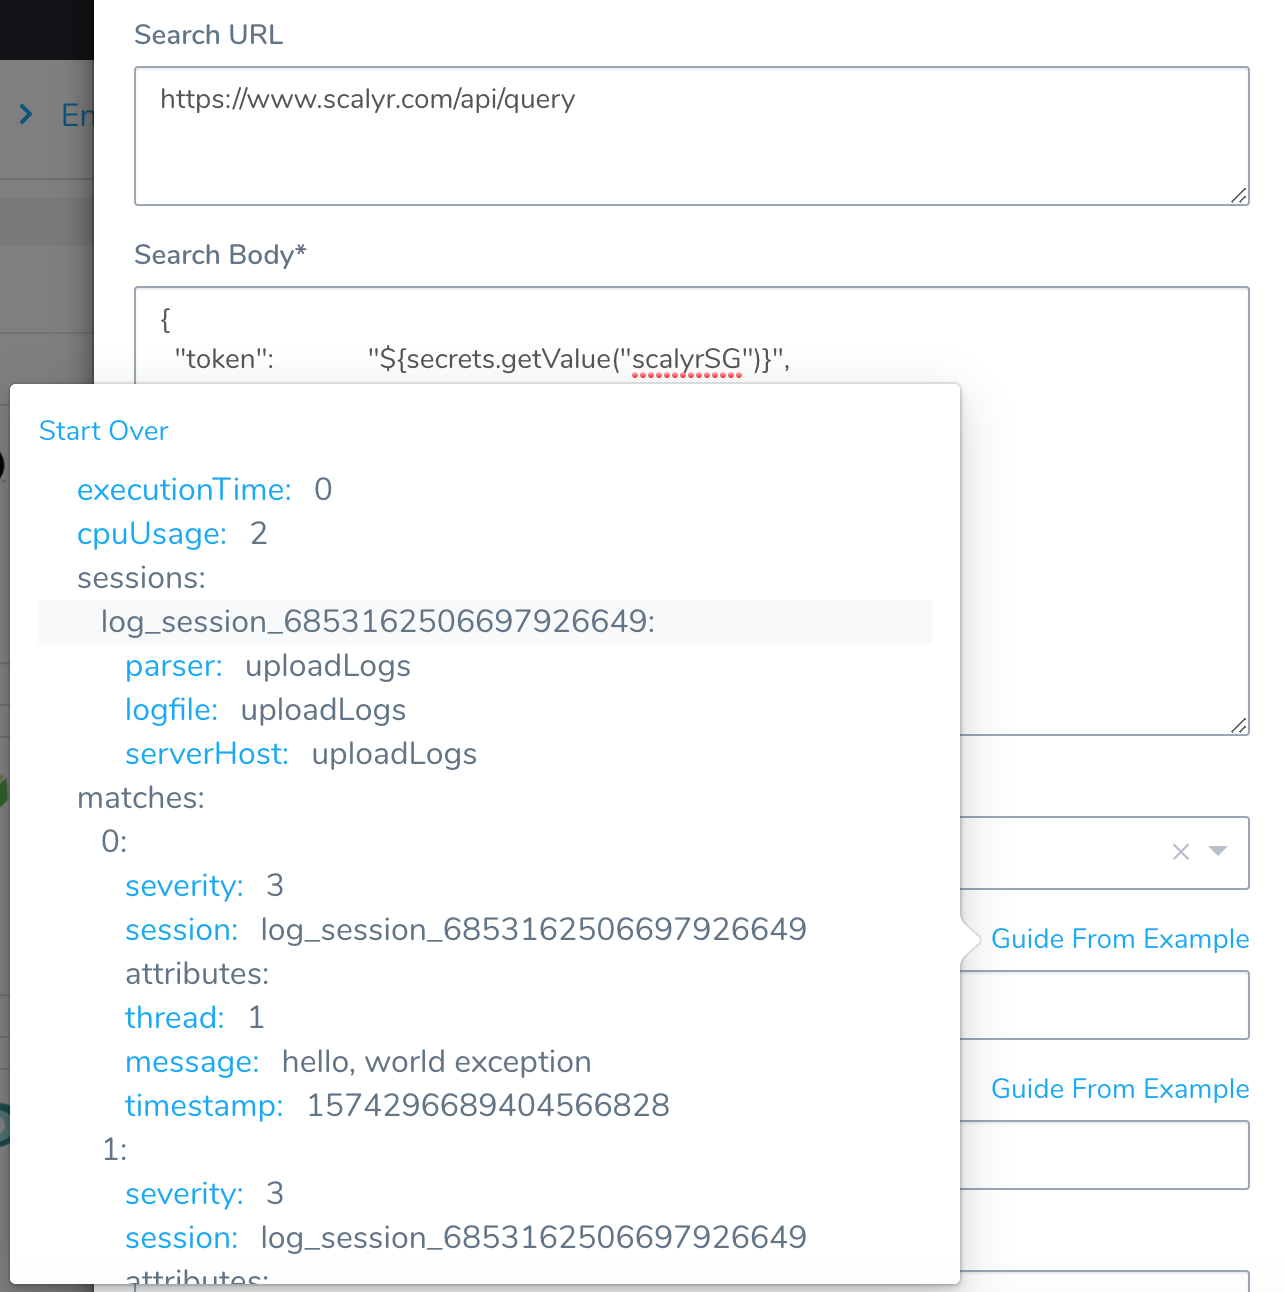 Search URL
https://www.scalyr.com/api/query
En
Search Body*
{
"token": "${secrets.getValue("scalyrSG")}",
Start Over
executionTime: 0
cpuUsage: 2
sessions:
log_session_6853162506697926649:
parser: uploadLogs
logfile: uploadLogs
serverHost: uploadLogs
matches:
0:
severity: 3
session: log_session_6853162506697926649
Guide From Example
attributes:
thread: 1
message: hello, world exception
Guide From Example
timestamp: 1574296689404566828
1:
severity: 3
session: log_session_6853162506697926649
attributes: